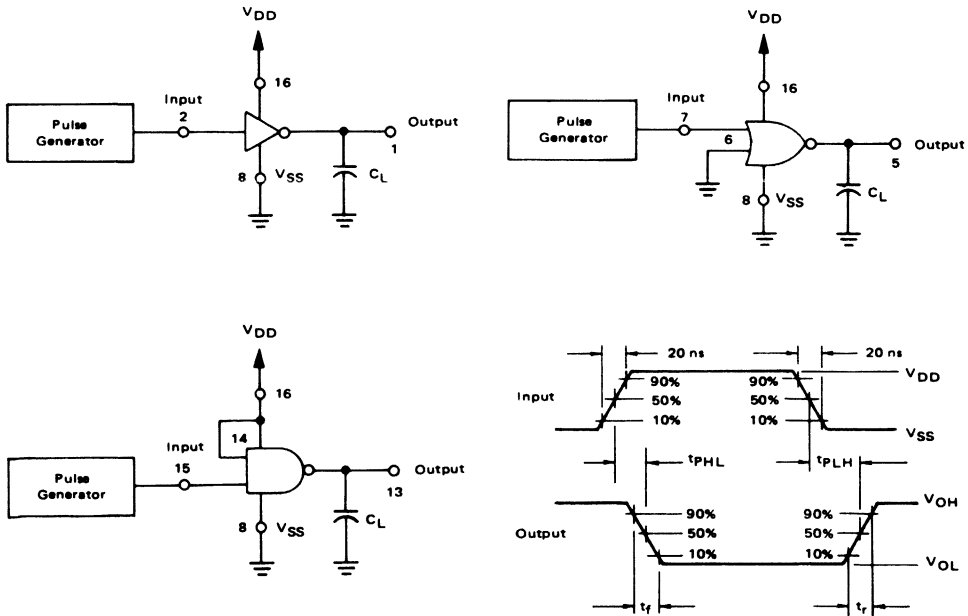 VDD
16
Input
2
Pulse
Generator
Output
1
8
VSS
CL
VDD
16
Input
7
Pulse
Generator
6
Output
5
8
VSS
CL
VDD
16
14
Input
15
Pulse
Generator
Output
13
8
VSS
CL
20 ns
20 ns
VDD
90%
90%
Input
50%
50%
10%
10%
VSS
tPHL
tPLH
VOH
90%
90%
Output
50%
50%
10%
10%
VOL
tf
tr